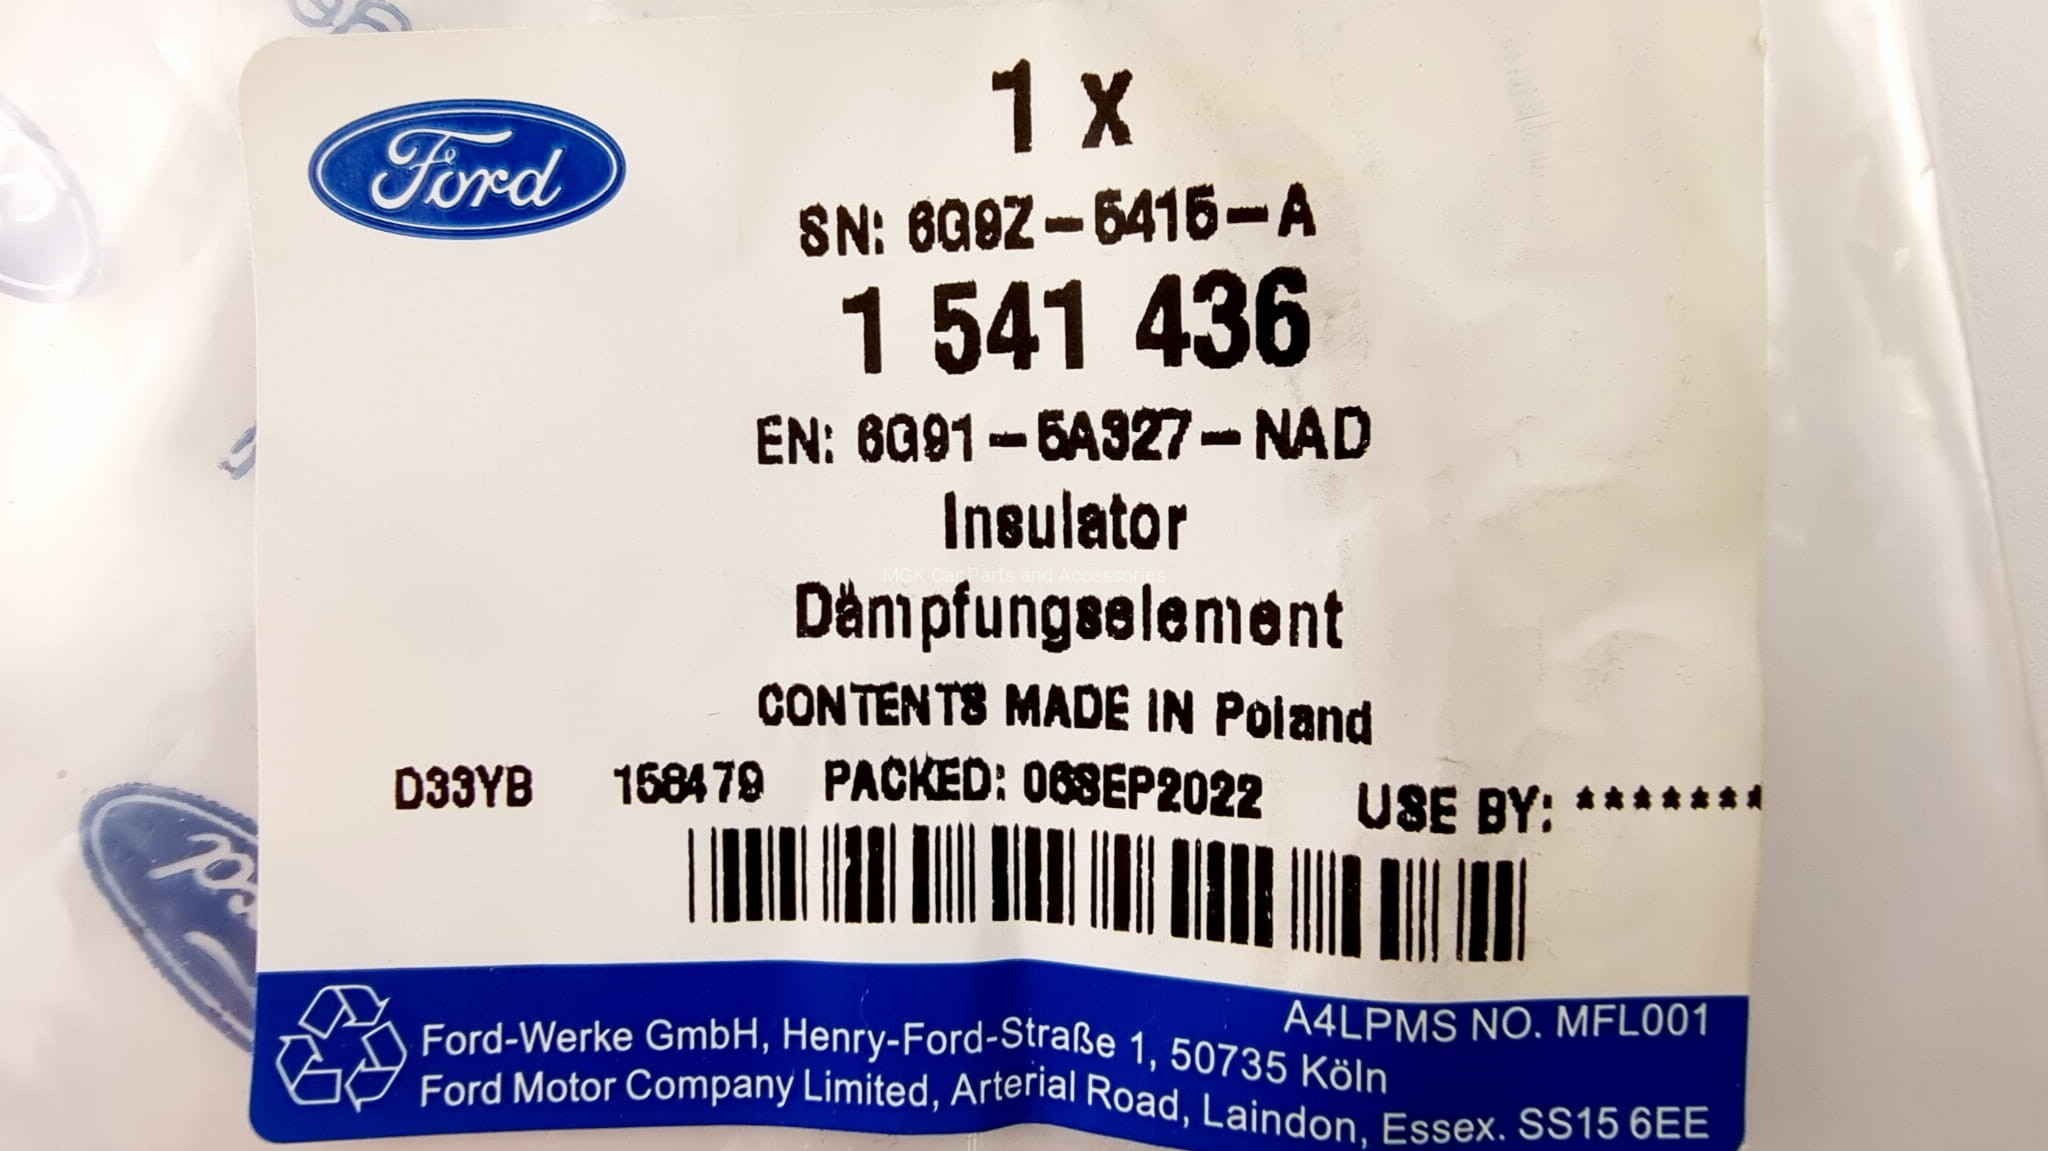 Ford
1 X
SN: 6G9Z-5415-A
1 541 436
EN: 6G91-5A327-NAD
Insulator
MGK Car Parts and Accessories
Dämpfungselement
CONTENTS MADE IN Poland
D33YB 158479 PACKED: 06SEP2022 USE BY: *******
A4LPMS NO. MFL001
Ford-Werke GmbH, Henry-Ford-Straße 1, 50735 Köln
Ford Motor Company Limited, Arterial Road, Laindon, Essex. SS15 6EE